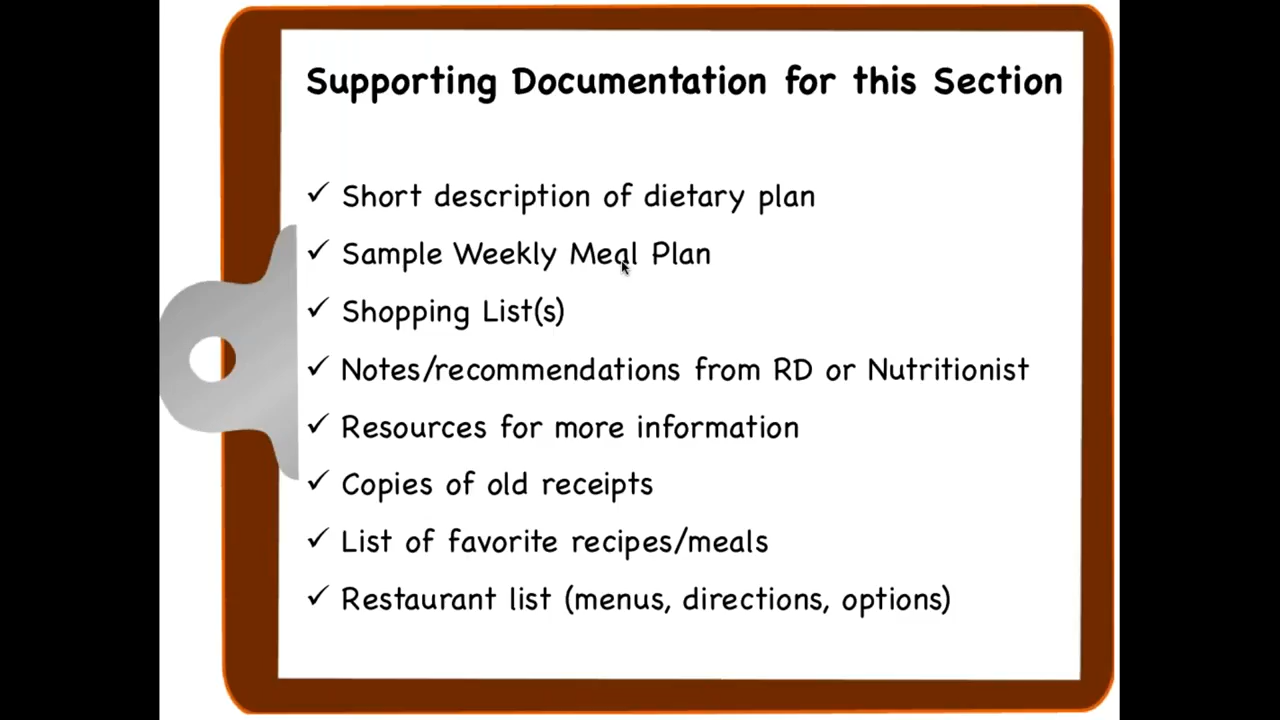 Supporting Documentation for this Section
✓ Short description of dietary plan
✓ Sample Weekly Meal Plan
✓ Shopping List(s)
✓ Notes/recommendations from RD or Nutritionist
✓ Resources for more information
✓ Copies of old receipts
✓ List of favorite recipes/meals
✓ Restaurant list (menus, directions, options)